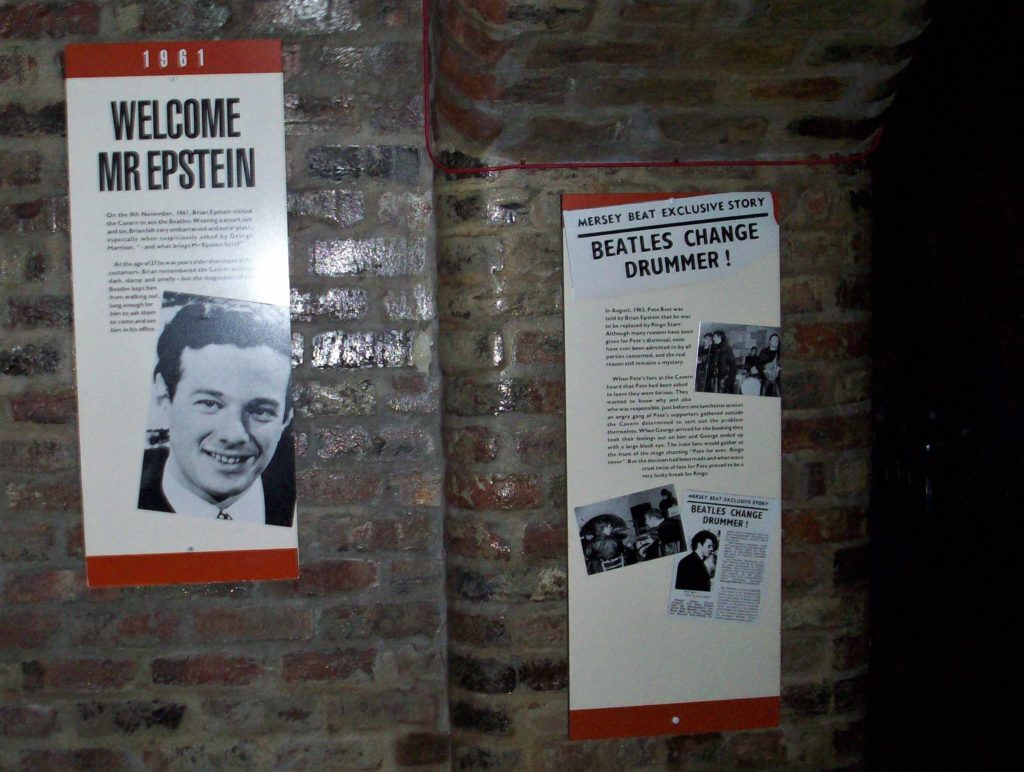 1961
WELCOME
MR EPSTEIN
On the 9th November, 1961, Brian Epstein visited
the Cavern to see the Beatles. Wearing a smart suit
and tie, Brian felt very embarrassed and out of place,
especially when suspiciously asked by George
Harrison, "- and what brings Mr Epstein here?"
At the age of 27 he was years older than most
customers. Brian remembered the Cavern as
dark, damp and smelly - but the magnetism of
Beatles kept him
from walking out,
long enough for
him to ask them
to come and see
him in his office.
MERSEY BEAT EXCLUSIVE STORY
BEATLES CHANGE
DRUMMER !
In August, 1962, Pete Best was
told by Brian Epstein that he was
to be replaced by Ringo Starr.
Although many reasons have been
given for Pete's dismissal, none
have ever been admitted to by all
parties concerned, and the real
reason still remains a mystery.
When Pete's fans at the Cavern
heard that Pete had been asked
to leave they were furious. They
wanted to know why and also
who was responsible. Just before one lunchtime session
an angry gang of Pete's supporters gathered outside
the Cavern determined to sort out the problem
themselves. When George arrived for the booking they
took their feelings out on him and George ended up
with a large black eye. The irate fans would gather at
the front of the stage chanting "Pete for ever, Ringo
never". But the decision had been made and what was a
cruel twist of fate for Pete proved to be a
very lucky break for Ringo.
MERSEY BEAT EXCLUSIVE STORY
BEATLES CHANGE
DRUMMER !